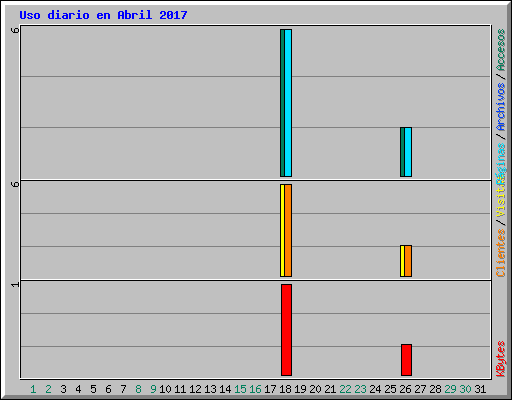 Uso diario en Abril 2017
6
6
1
1 2 3 4 5 6 7 8 9 10 11 12 13 14 15 16 17 18 19 20 21 22 23 24 25 26 27 28 29 30 31
Accesos / Archivos / Páginas
Clientes / Visitas
KBytes